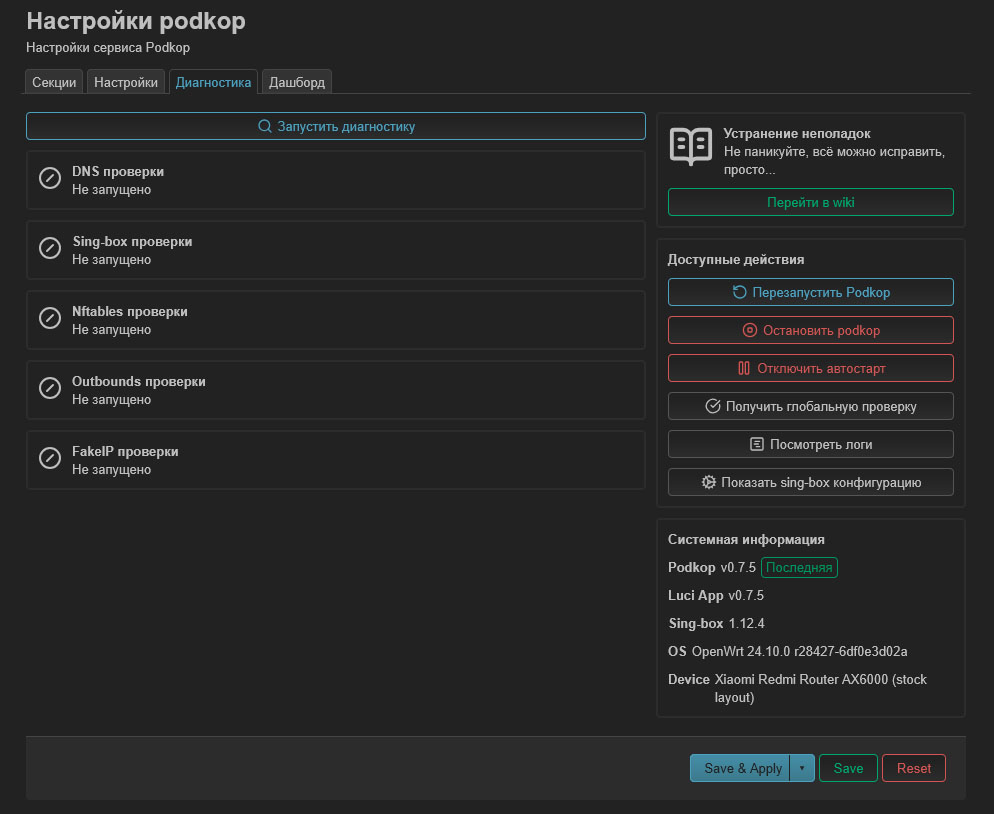 Настройки podkop
Настройки сервиса Podkop
Секции
Настройки
Диагностика
Дашборд
Запустить диагностику
DNS проверки
Не запущено
Sing-box проверки
Не запущено
Nftables проверки
Не запущено
Outbounds проверки
Не запущено
FakeIP проверки
Не запущено
Устранение неполадок
Не паникуйте, всё можно исправить,
просто...
Перейти в wiki
Доступные действия
Перезапустить Podkop
Остановить podkop
Отключить автостарт
Получить глобальную проверку
Посмотреть логи
Показать sing-box конфигурацию
Системная информация
Podkop v0.7.5 Последняя
Luci App v0.7.5
Sing-box 1.12.4
OS OpenWrt 24.10.0 r28427-6df0e3d02a
Device Xiaomi Redmi Router AX6000 (stock
layout)
Save & Apply
Save
Reset